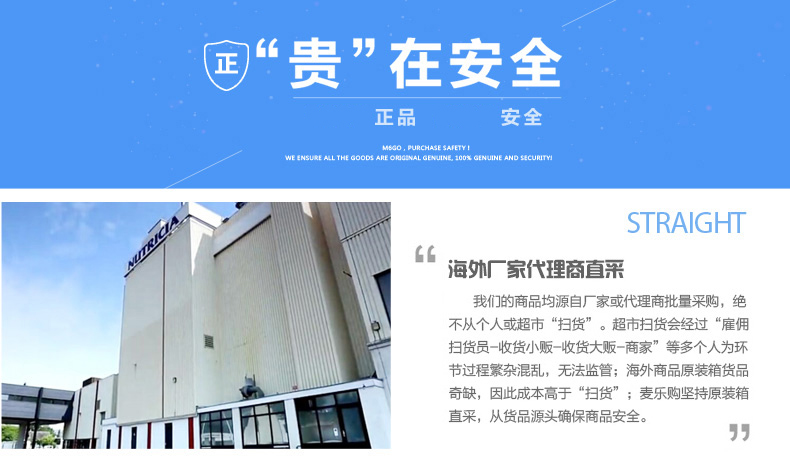 正
“贵”在安全
正品 安全
M6GO , PURCHASE SAFETY !
WE ENSURE ALL THE GOODS ARE ORIGINAL GENUINE, 100% GENUINE AND SECURITY!
NUTRICIA
STRAIGHT
“
海外厂家代理商直采
我们的商品均源自厂家或代理商批量采购，绝
不从个人或超市“扫货”。超市扫货会经过“雇佣
扫货员-收货小贩-收货大贩-商家”等多个人为环
节过程繁杂混乱，无法监管；海外商品原装箱货品
奇缺，因此成本高于“扫货”；麦乐购坚持原装箱
直采，从货品源头确保商品安全。
”